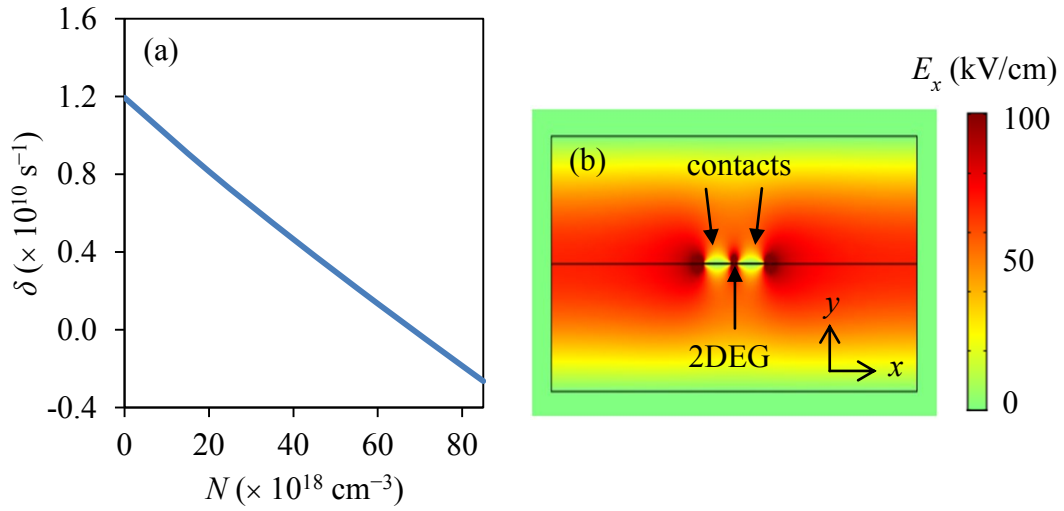 (a)
1.6
1.2
0.8
0.4
0.0
-0.4
δ (× 10¹⁰ s⁻¹)
0 20 40 60 80
N (× 10¹⁸ cm⁻³)
(b)
contacts
2DEG
y
x
Eₓ (kV/cm)
100
50
0